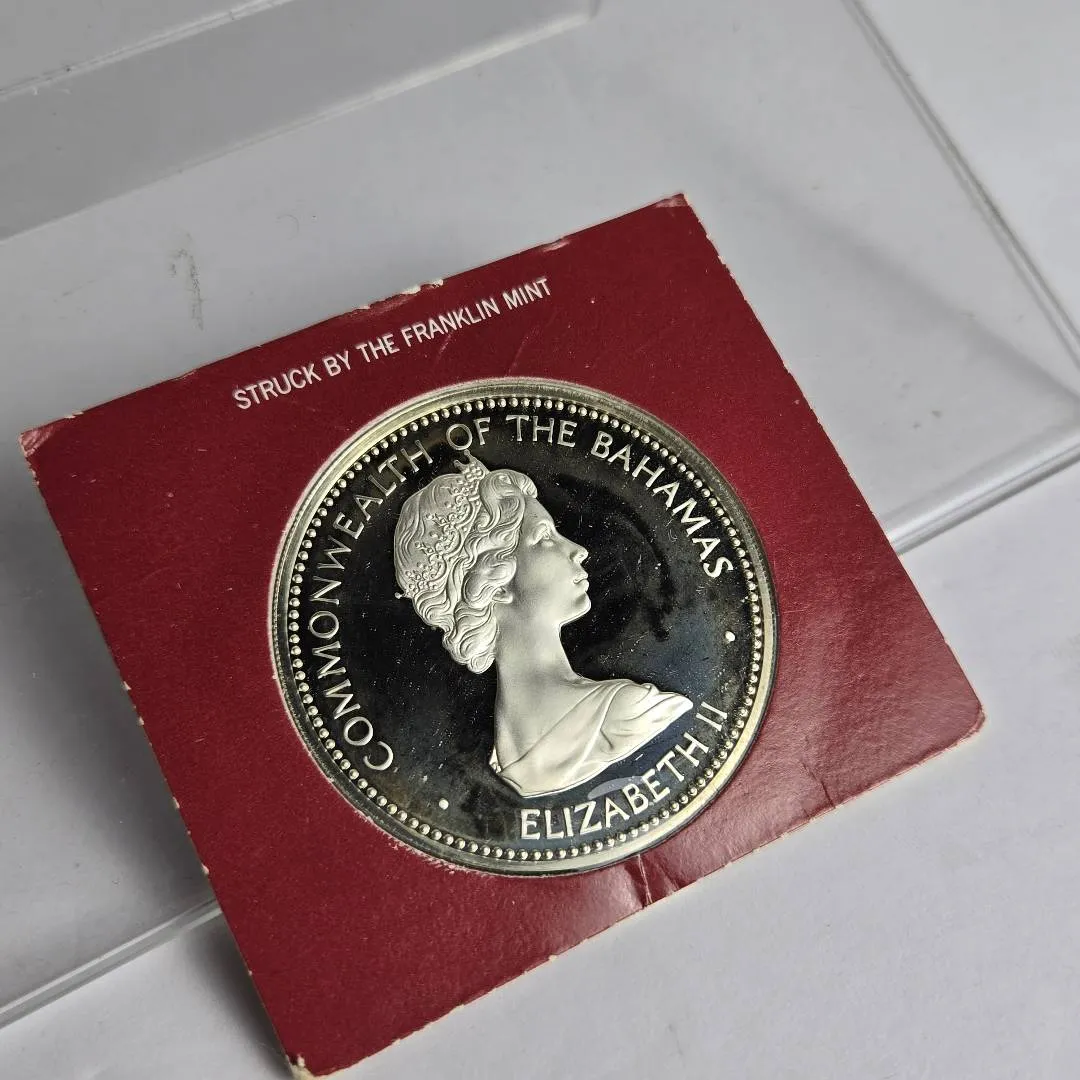 STRUCK BY THE FRANKLIN MINT
COMMONWEALTH OF THE BAHAMAS
ELIZABETH II